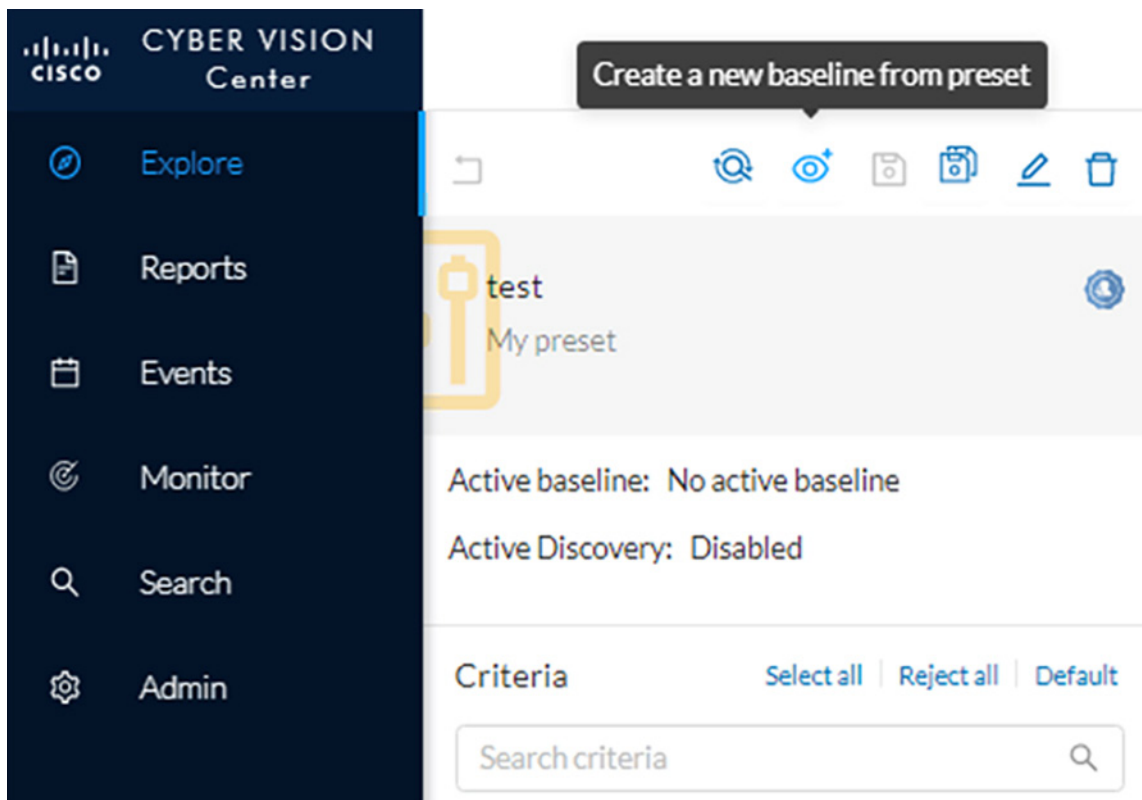 CISCO
CYBER VISION
Center
Create a new baseline from preset
Explore
Reports
Events
Monitor
Search
Admin
test
My preset
Active baseline: No active baseline
Active Discovery: Disabled
Criteria
Select all
Reject all
Default
Search criteria